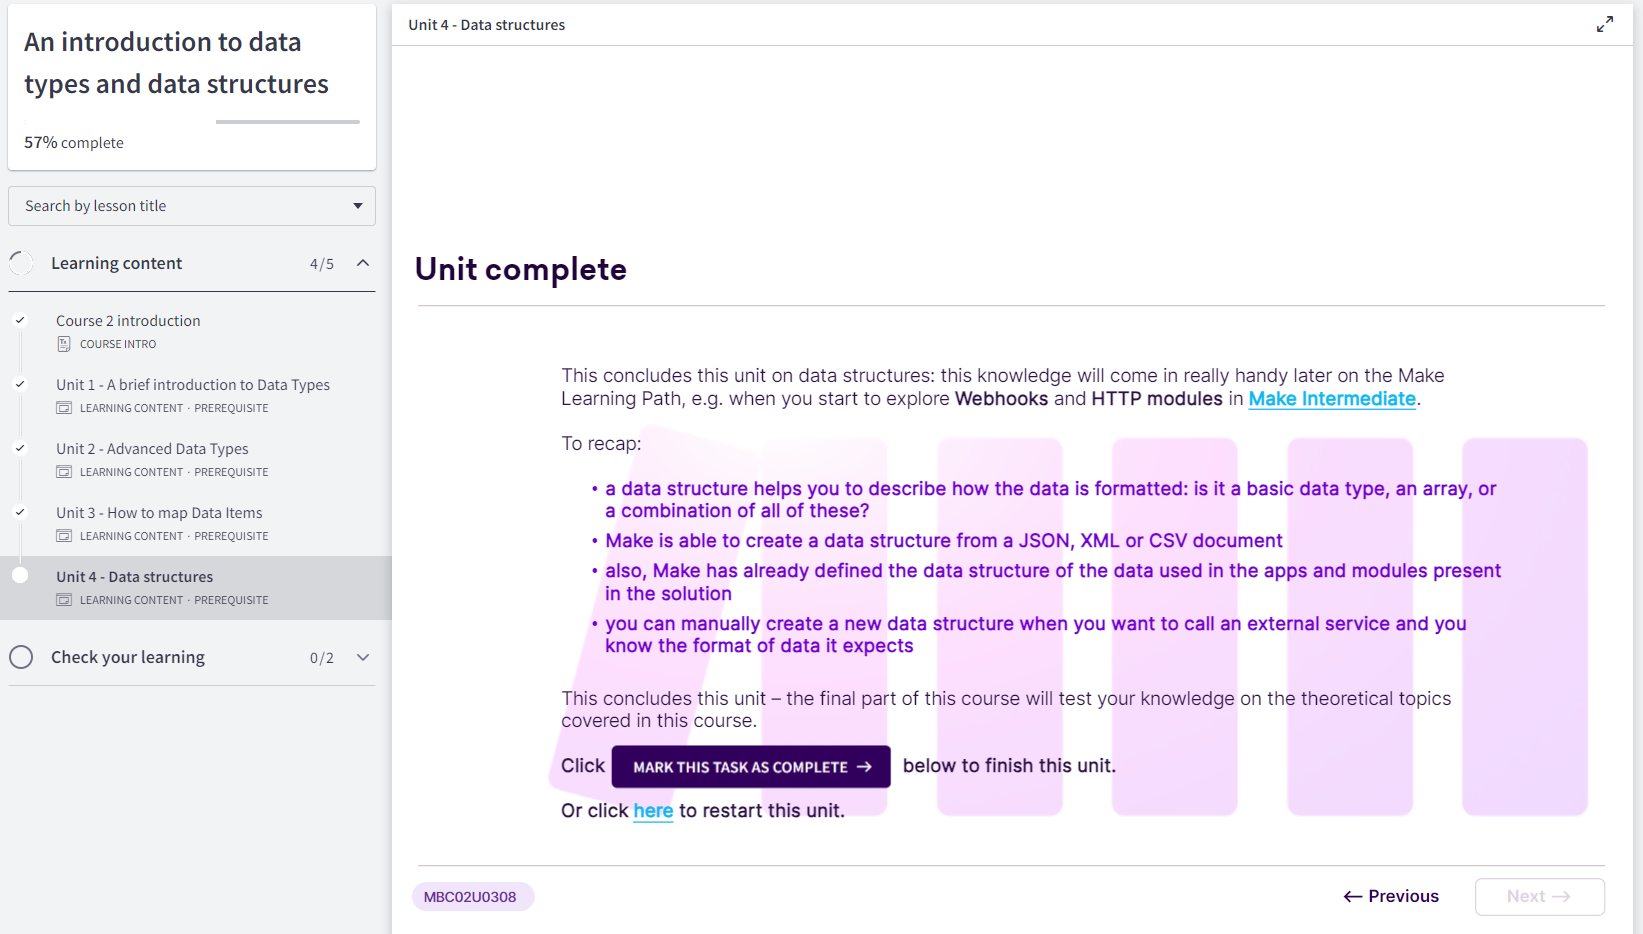 An introduction to data
types and data structures
57% complete
Search by lesson title
Learning content 4/5
Course 2 introduction
COURSE INTRO
Unit 1 - A brief introduction to Data Types
LEARNING CONTENT · PREREQUISITE
Unit 2 - Advanced Data Types
LEARNING CONTENT · PREREQUISITE
Unit 3 - How to map Data Items
LEARNING CONTENT · PREREQUISITE
Unit 4 - Data structures
LEARNING CONTENT · PREREQUISITE
Check your learning 0/2
Unit 4 - Data structures
Unit complete
This concludes this unit on data structures: this knowledge will come in really handy later on the Make
Learning Path, e.g. when you start to explore Webhooks and HTTP modules in Make Intermediate.
To recap:
• a data structure helps you to describe how the data is formatted: is it a basic data type, an array, or
a combination of all of these?
• Make is able to create a data structure from a JSON, XML or CSV document
• also, Make has already defined the data structure of the data used in the apps and modules present
in the solution
• you can manually create a new data structure when you want to call an external service and you
know the format of data it expects
This concludes this unit – the final part of this course will test your knowledge on the theoretical topics
covered in this course.
Click MARK THIS TASK AS COMPLETE → below to finish this unit.
Or click here to restart this unit.
MBC02U0308
← Previous
Next →